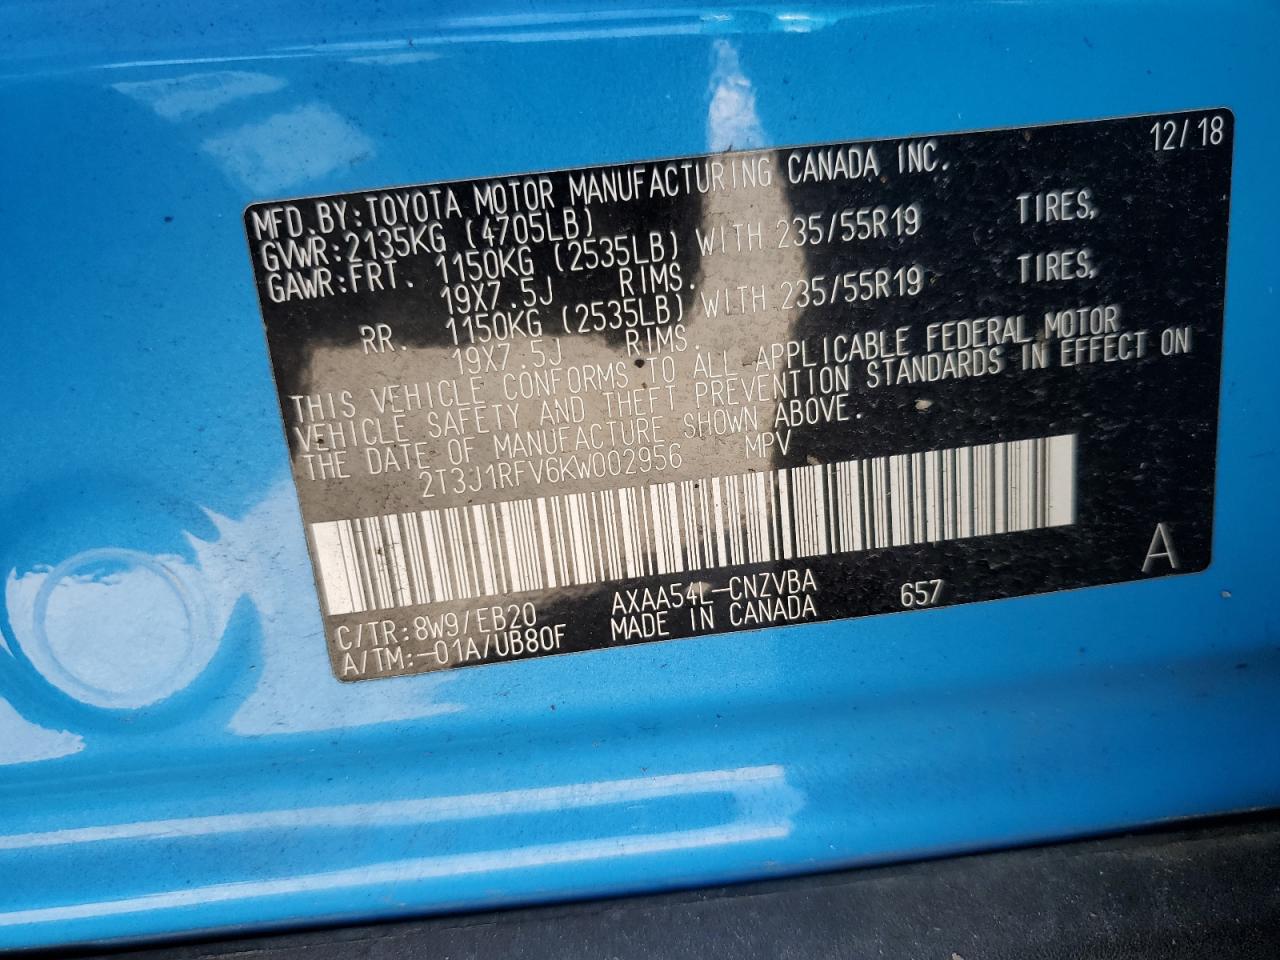 12/18
MFD.BY:TOYOTA MOTOR MANUFACTURING CANADA INC.
GVWR:2135KG (4705LB)
GAWR:FRT. 1150KG (2535LB) WITH 235/55R19 TIRES,
19X7.5J RIMS.
RR. 1150KG (2535LB) WITH 235/55R19 TIRES,
19X7.5J RIMS.
THIS VEHICLE CONFORMS TO ALL APPLICABLE FEDERAL MOTOR
VEHICLE SAFETY AND THEFT PREVENTION STANDARDS IN EFFECT ON
THE DATE OF MANUFACTURE SHOWN ABOVE.
2T3J1RFV6KW002956 MPV
A
C/TR:8W9/EB20 AXAA54L-CNZVBA 657
A/TM:-01A/UB80F MADE IN CANADA